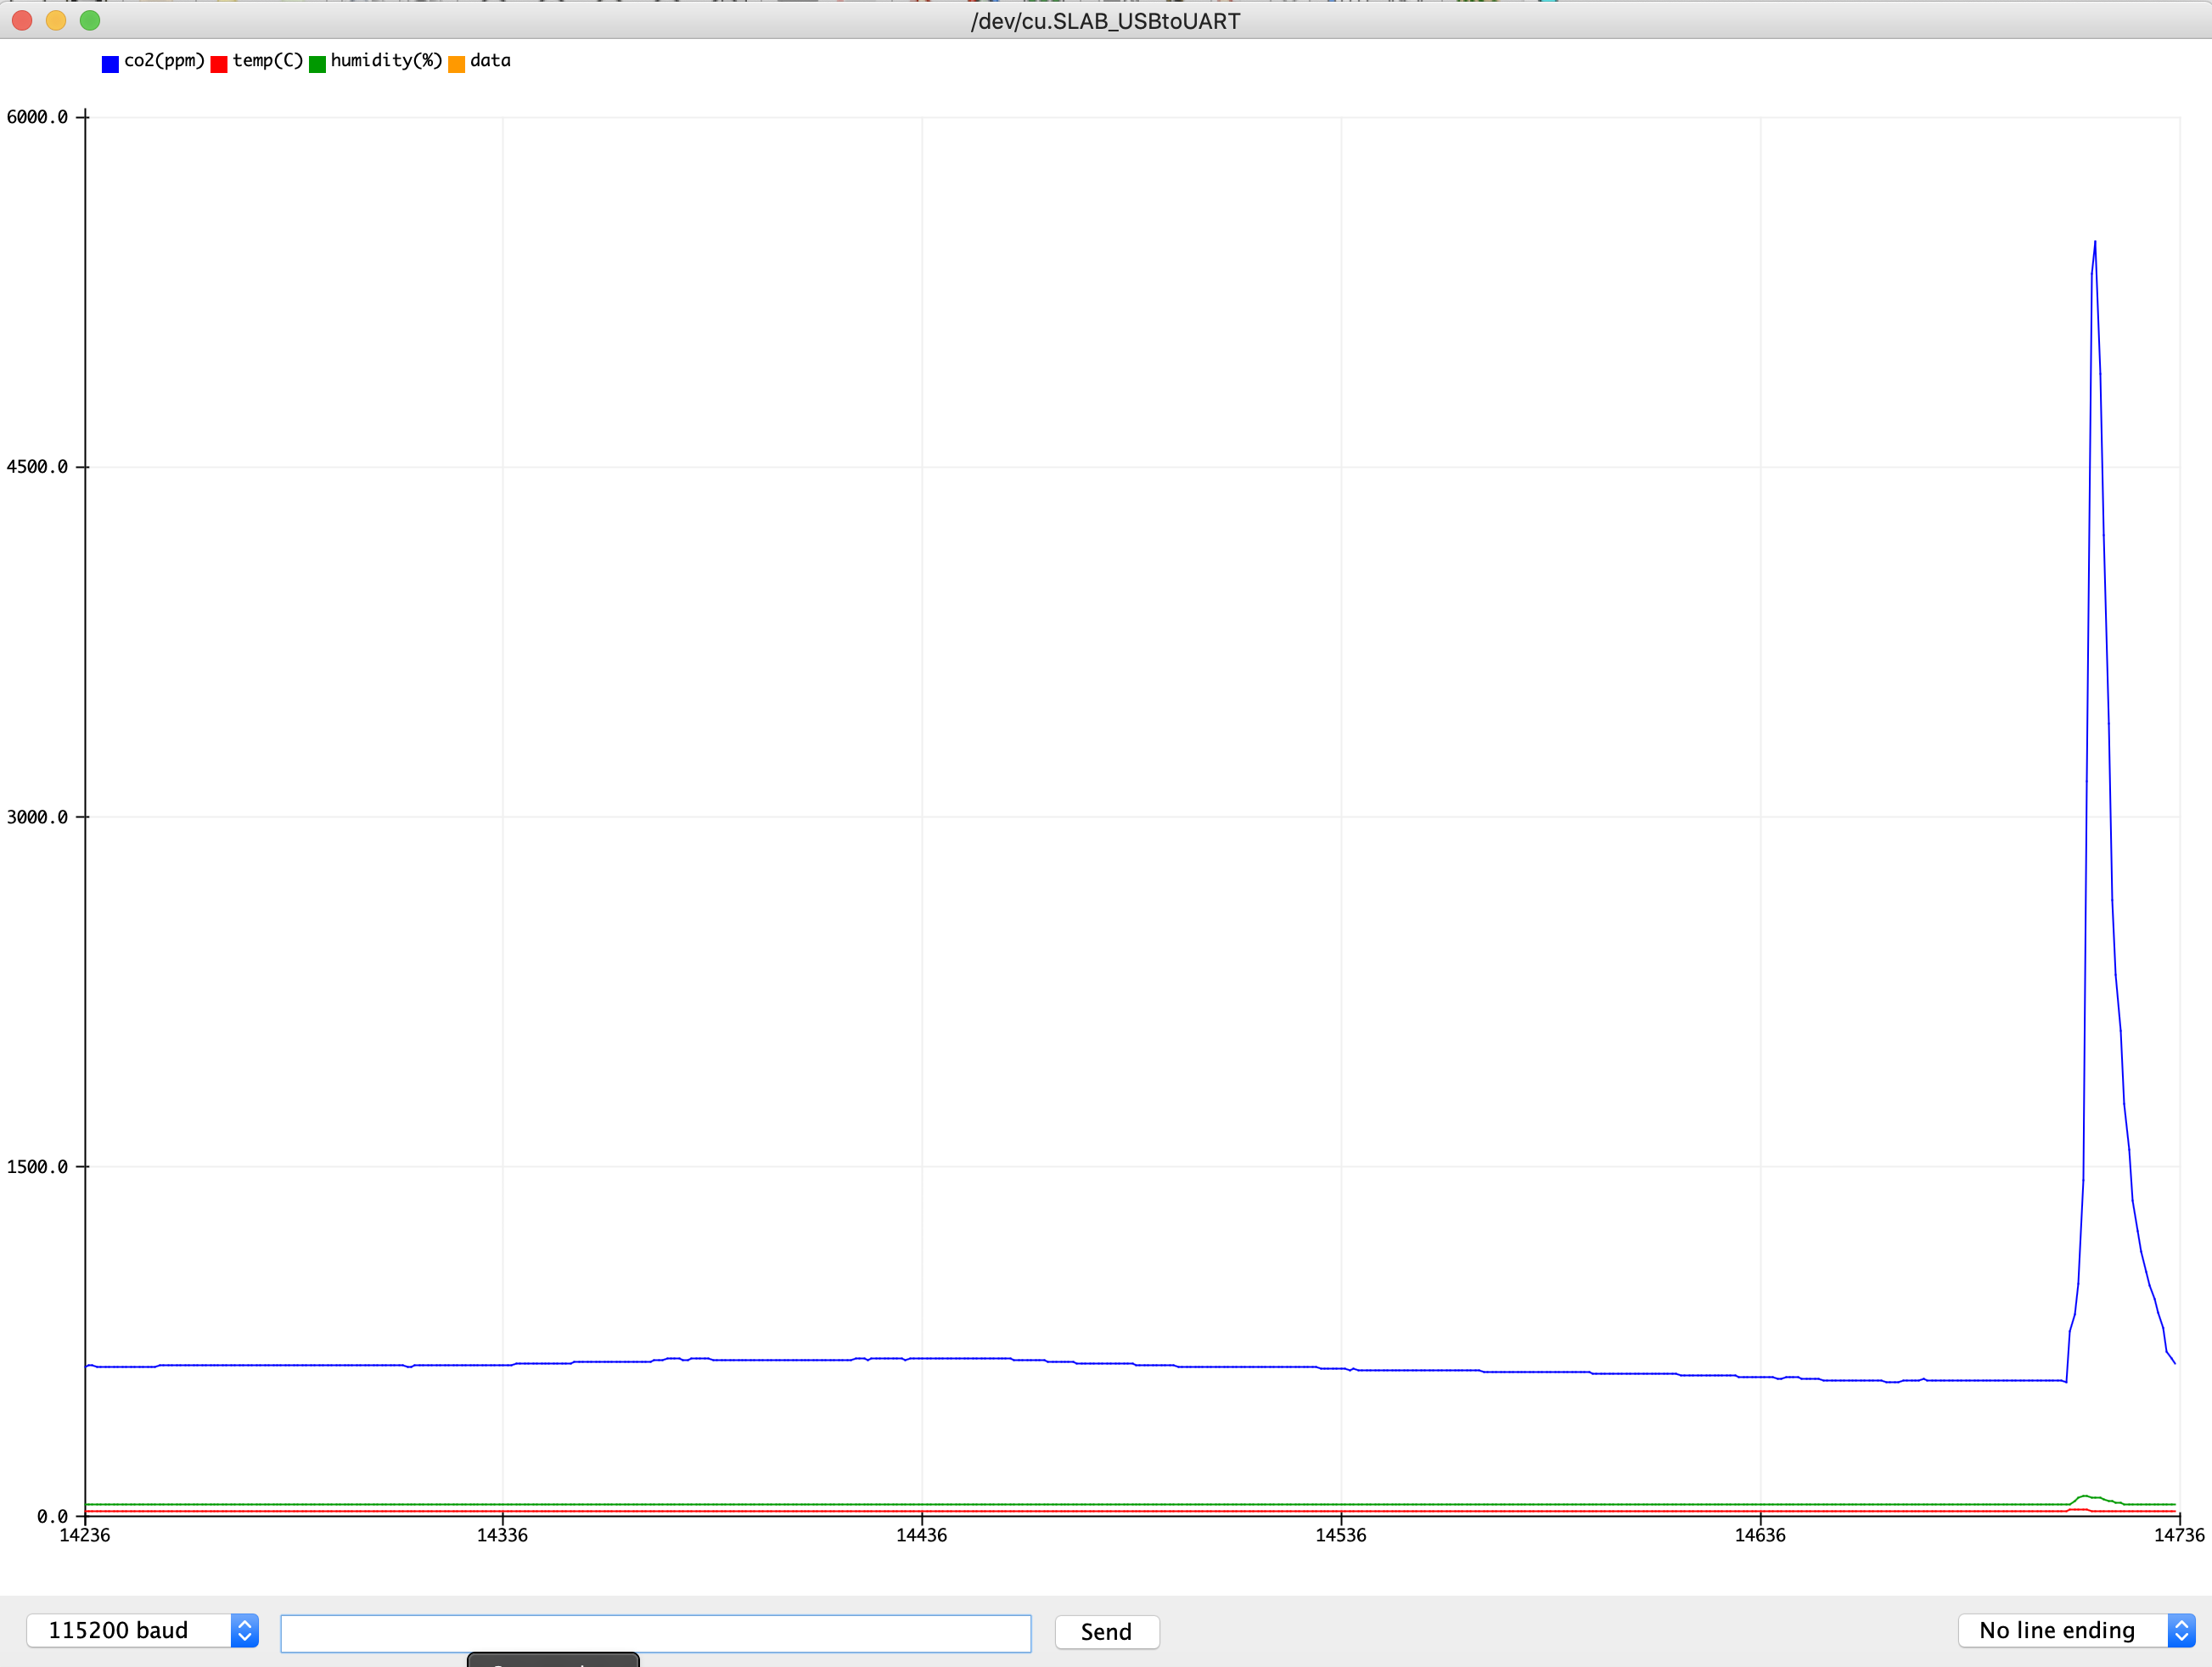 /dev/cu.SLAB_USBtoUART
co2(ppm) temp(C) humidity(%) data
6000.0
4500.0
3000.0
1500.0
0.0
14236 14336 14436 14536 14636 14736
115200 baud Send No line ending